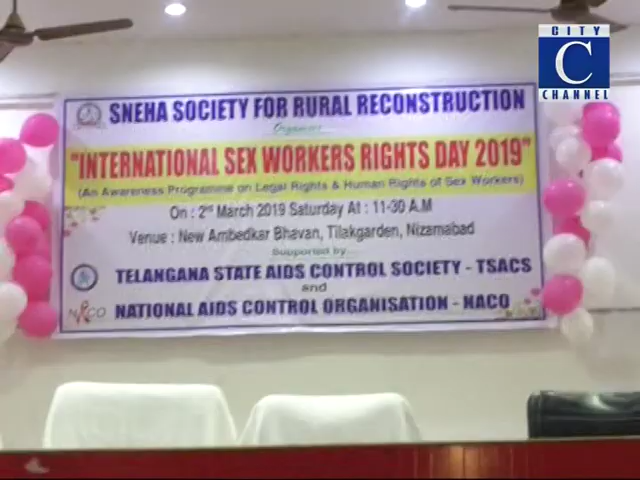 CITY
C
CHANNEL
SNEHA SOCIETY FOR RURAL RECONSTRUCTION
Organises
"INTERNATIONAL SEX WORKERS RIGHTS DAY 2019"
(An Awareness Programme on Legal Rights & Human Rights of Sex Workers)
On : 2nd March 2019 Saturday At : 11-30 A.M
Venue : New Ambedkar Bhavan, Tilakgarden, Nizamabad
Supported by...
TELANGANA STATE AIDS CONTROL SOCIETY - TSACS
and
NACO NATIONAL AIDS CONTROL ORGANISATION - NACO